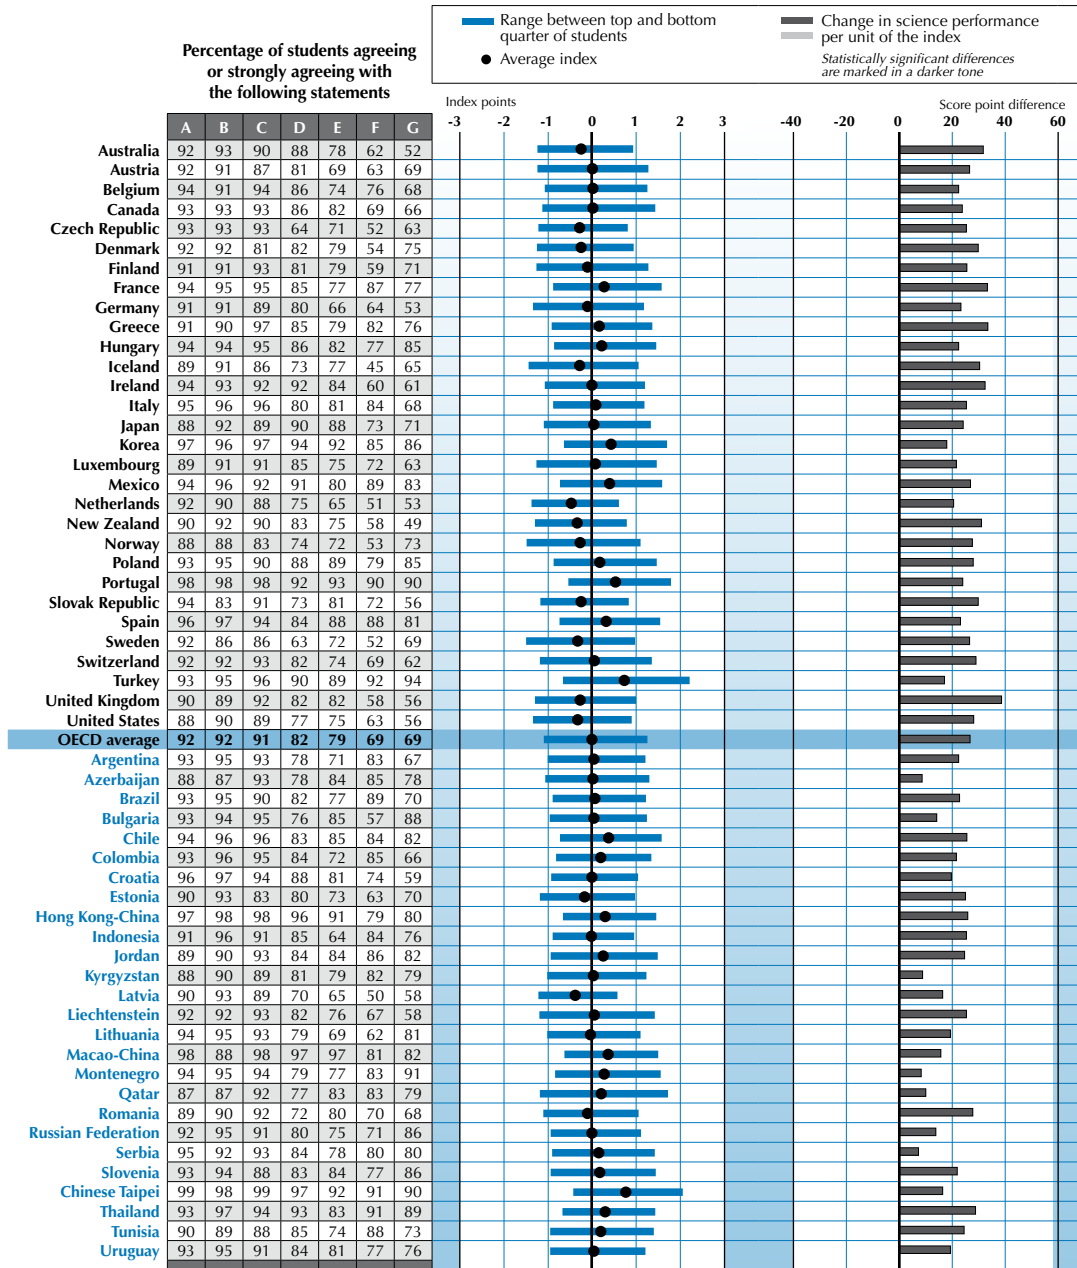 Range between top and bottom
quarter of students
Average index
Change in science performance
per unit of the index
Statistically significant differences
are marked in a darker tone
Percentage of students agreeing
or strongly agreeing with
the following statements
Index points
Score point difference
A B C D E F G
-3 -2 -1 0 1 2 3 -40 -20 0 20 40 60
Australia 92 93 90 88 78 62 52
Austria 92 91 87 81 69 63 69
Belgium 94 91 94 86 74 76 68
Canada 93 93 93 86 82 69 66
Czech Republic 93 93 93 64 71 52 63
Denmark 92 92 81 82 79 54 75
Finland 91 91 93 81 79 59 71
France 94 95 95 85 77 87 77
Germany 91 91 89 80 66 64 53
Greece 91 90 97 85 79 82 76
Hungary 94 94 95 86 82 77 85
Iceland 89 91 86 73 77 45 65
Ireland 94 93 92 92 84 60 61
Italy 95 96 96 80 81 84 68
Japan 88 92 89 90 88 73 71
Korea 97 96 97 94 92 85 86
Luxembourg 89 91 91 85 75 72 63
Mexico 94 96 92 91 80 89 83
Netherlands 92 90 88 75 65 51 53
New Zealand 90 92 90 83 75 58 49
Norway 88 88 83 74 72 53 73
Poland 93 95 90 88 89 79 85
Portugal 98 98 98 92 93 90 90
Slovak Republic 94 83 91 73 81 72 56
Spain 96 97 94 84 88 88 81
Sweden 92 86 86 63 72 52 69
Switzerland 92 92 93 82 74 69 62
Turkey 93 95 96 90 89 92 94
United Kingdom 90 89 92 82 82 58 56
United States 88 90 89 77 75 63 56
OECD average 92 92 91 82 79 69 69
Argentina 93 95 93 78 71 83 67
Azerbaijan 88 87 93 78 84 85 78
Brazil 93 95 90 82 77 89 70
Bulgaria 93 94 95 76 85 57 88
Chile 94 96 96 83 85 84 82
Colombia 93 96 95 84 72 85 66
Croatia 96 97 94 88 81 74 59
Estonia 90 93 83 80 73 63 70
Hong Kong-China 97 98 98 96 91 79 80
Indonesia 91 96 91 85 64 84 76
Jordan 89 90 93 84 84 86 82
Kyrgyzstan 88 90 89 81 79 82 79
Latvia 90 93 89 70 65 50 58
Liechtenstein 92 92 93 82 76 67 58
Lithuania 94 95 93 79 69 62 81
Macao-China 98 88 98 97 97 81 82
Montenegro 94 95 94 79 77 83 91
Qatar 87 87 92 77 83 83 79
Romania 89 90 92 72 80 70 68
Russian Federation 92 95 91 80 75 71 86
Serbia 95 92 93 84 78 80 80
Slovenia 93 94 88 83 84 77 86
Chinese Taipei 99 98 99 97 92 91 90
Thailand 93 97 94 93 83 91 89
Tunisia 90 89 88 85 74 88 73
Uruguay 93 95 91 84 81 77 76